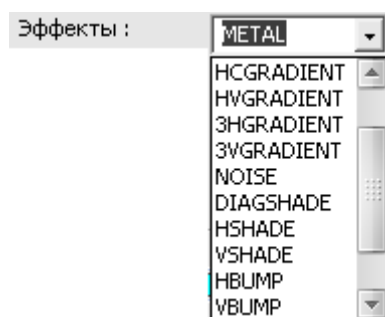 Эффекты : METAL
HCGRADIENT
HVGRADIENT
3HGRADIENT
3VGRADIENT
NOISE
DIAGSHADE
HSHADE
VSHADE
HBUMP
VBUMP